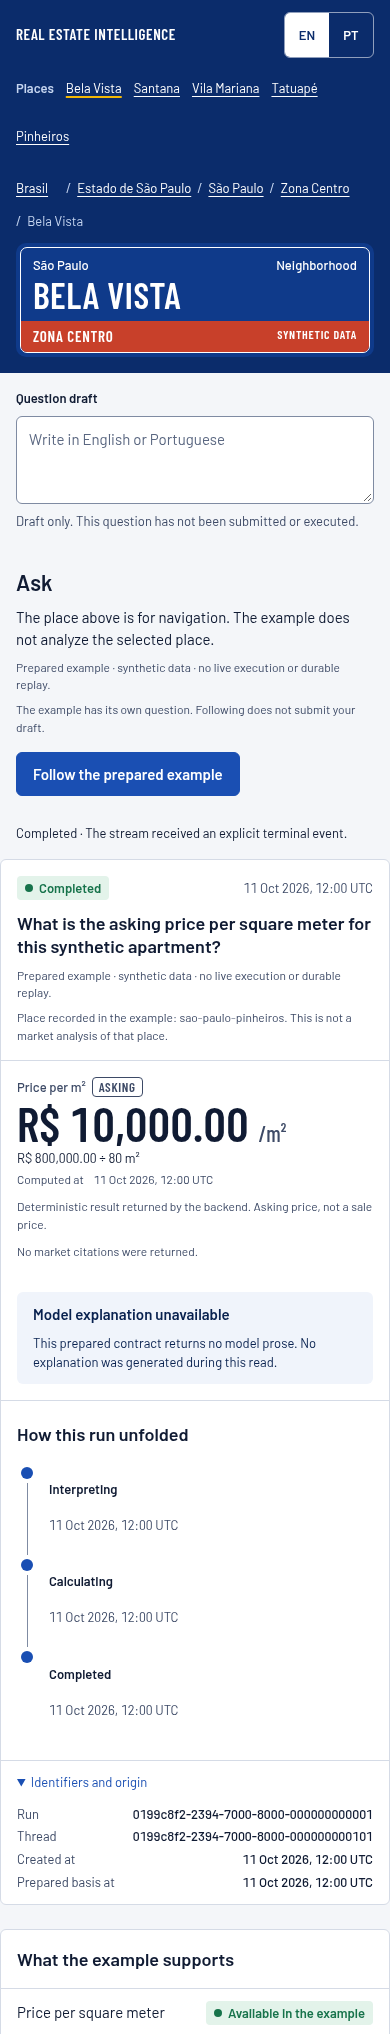 REAL ESTATE INTELLIGENCE
EN PT
Places Bela Vista Santana Vila Mariana Tatuapé
Pinheiros
Brasil / Estado de São Paulo / São Paulo / Zona Centro
/ Bela Vista
São Paulo Neighborhood
BELA VISTA
ZONA CENTRO SYNTHETIC DATA
Question draft
Write in English or Portuguese
Draft only. This question has not been submitted or executed.
Ask
The place above is for navigation. The example does
not analyze the selected place.
Prepared example · synthetic data · no live execution or durable
replay.
The example has its own question. Following does not submit your
draft.
Follow the prepared example
Completed · The stream received an explicit terminal event.
Completed 11 Oct 2026, 12:00 UTC
What is the asking price per square meter for
this synthetic apartment?
Prepared example · synthetic data · no live execution or durable
replay.
Place recorded in the example: sao-paulo-pinheiros. This is not a
market analysis of that place.
Price per m² ASKING
R$ 10,000.00 /m²
R$ 800,000.00 ÷ 80 m²
Computed at 11 Oct 2026, 12:00 UTC
Deterministic result returned by the backend. Asking price, not a sale
price.
No market citations were returned.
Model explanation unavailable
This prepared contract returns no model prose. No
explanation was generated during this read.
How this run unfolded
Interpreting
11 Oct 2026, 12:00 UTC
Calculating
11 Oct 2026, 12:00 UTC
Completed
11 Oct 2026, 12:00 UTC
▼ Identifiers and origin
Run 0199c8f2-2394-7000-8000-000000000001
Thread 0199c8f2-2394-7000-8000-000000000101
Created at 11 Oct 2026, 12:00 UTC
Prepared basis at 11 Oct 2026, 12:00 UTC
What the example supports
Price per square meter Available in the example